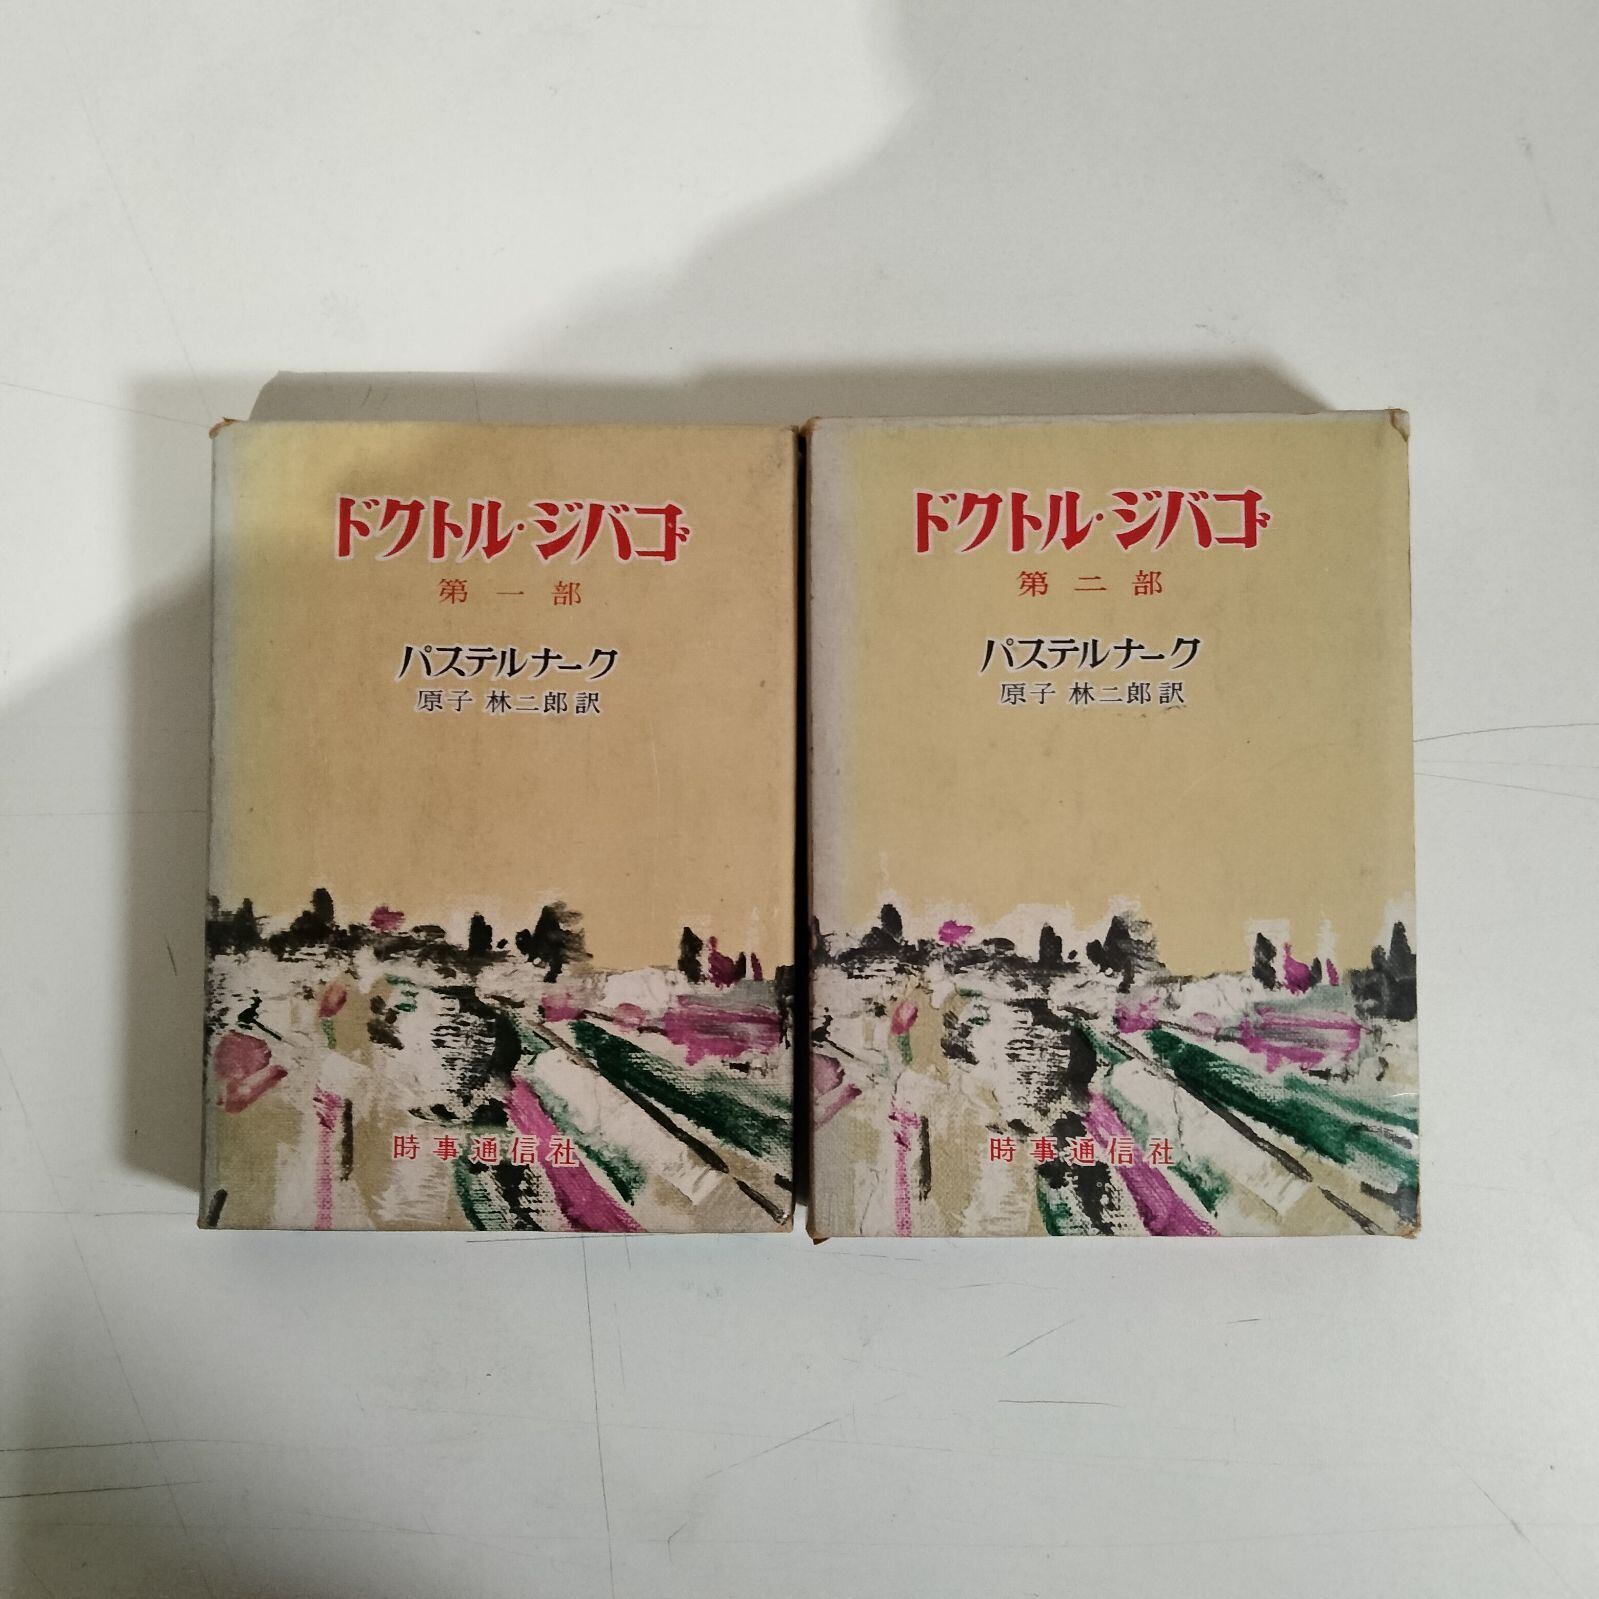 ドクトル・ジバゴ
第一部
パステルナーク
原子 林二郎訳
時事通信社
ドクトル・ジバゴ
第二部
パステルナーク
原子 林二郎訳
時事通信社